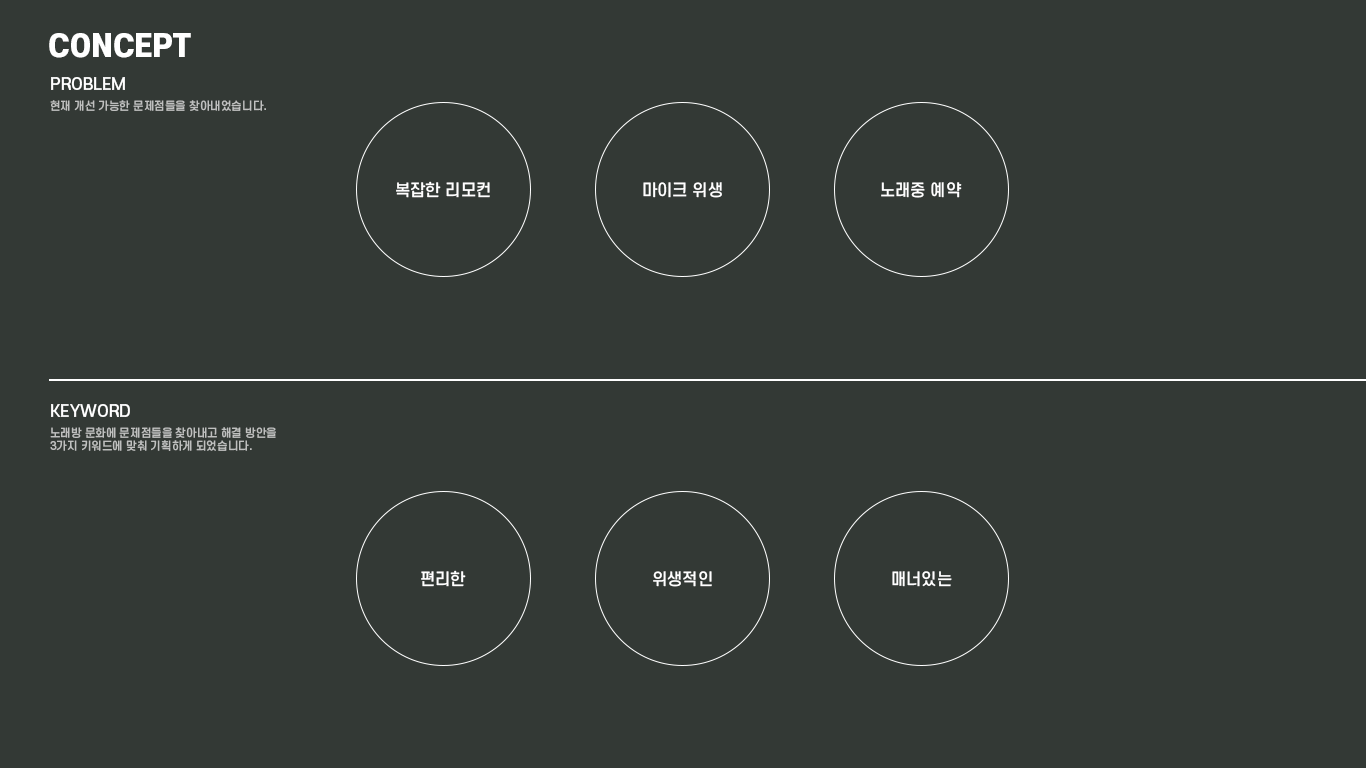 CONCEPT
PROBLEM
현재 개선 가능한 문제점들을 찾아내었습니다.
복잡한 리모컨
마이크 위생
노래중 예약
KEYWORD
노래방 문화에 문제점들을 찾아내고 해결 방안을
3가지 키워드에 맞춰 기획하게 되었습니다.
편리한
위생적인
매너있는